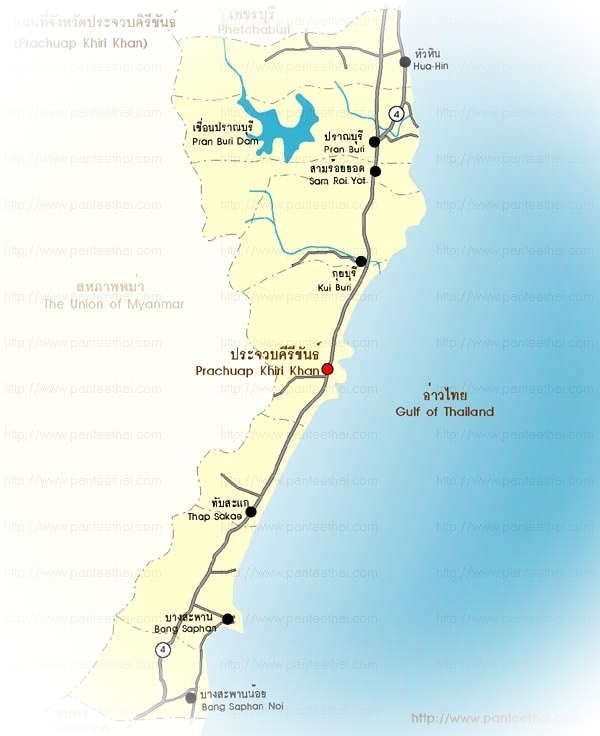 แผนที่จังหวัดประจวบคีรีขันธ์
(Prachuap Khiri Khan)
เพชรบุรี
Phetchaburi
หัวหิน
Hua-Hin
4
เขื่อนปราณบุรี
Pran Buri Dam
ปราณบุรี
Pran Buri
สามร้อยยอด
Sam Roi Yot
กุยบุรี
Kui Buri
สหภาพพม่า
The Union of Myanmar
ประจวบคีรีขันธ์
Prachuap Khiri Khan
อ่าวไทย
Gulf of Thailand
ทับสะแก
Thap Sakae
บางสะพาน
Bang Saphan
4
บางสะพานน้อย
Bang Saphan Noi
ชุมพร
Chumphon
http://www.panteethai.com